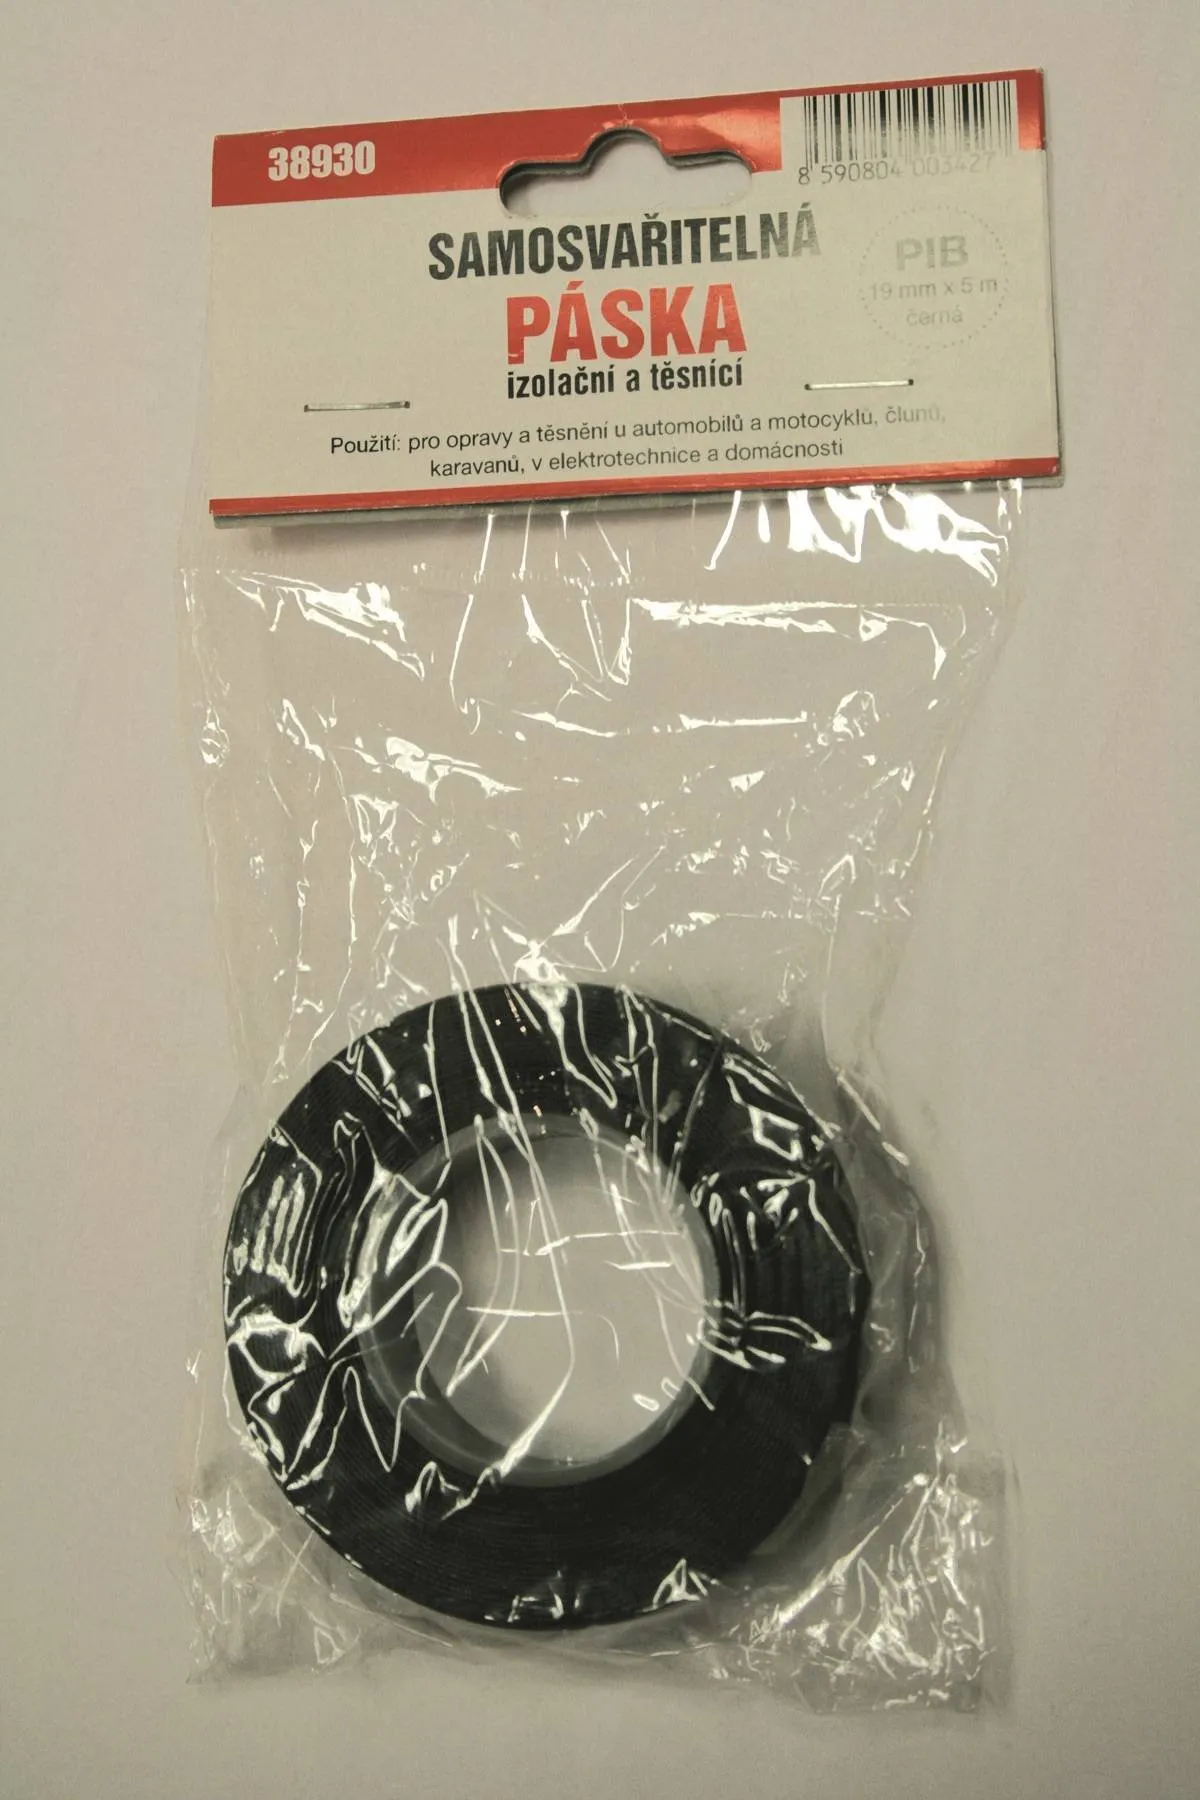 38930
8 590804 003427
SAMOSVAŘITELNÁ
PÁSKA
izolační a těsnící
PIB
19 mm x 5 m
černá
Použití: pro opravy a těsnění u automobilů a motocyklů, člunů,
karavanů, v elektrotechnice a domácnosti